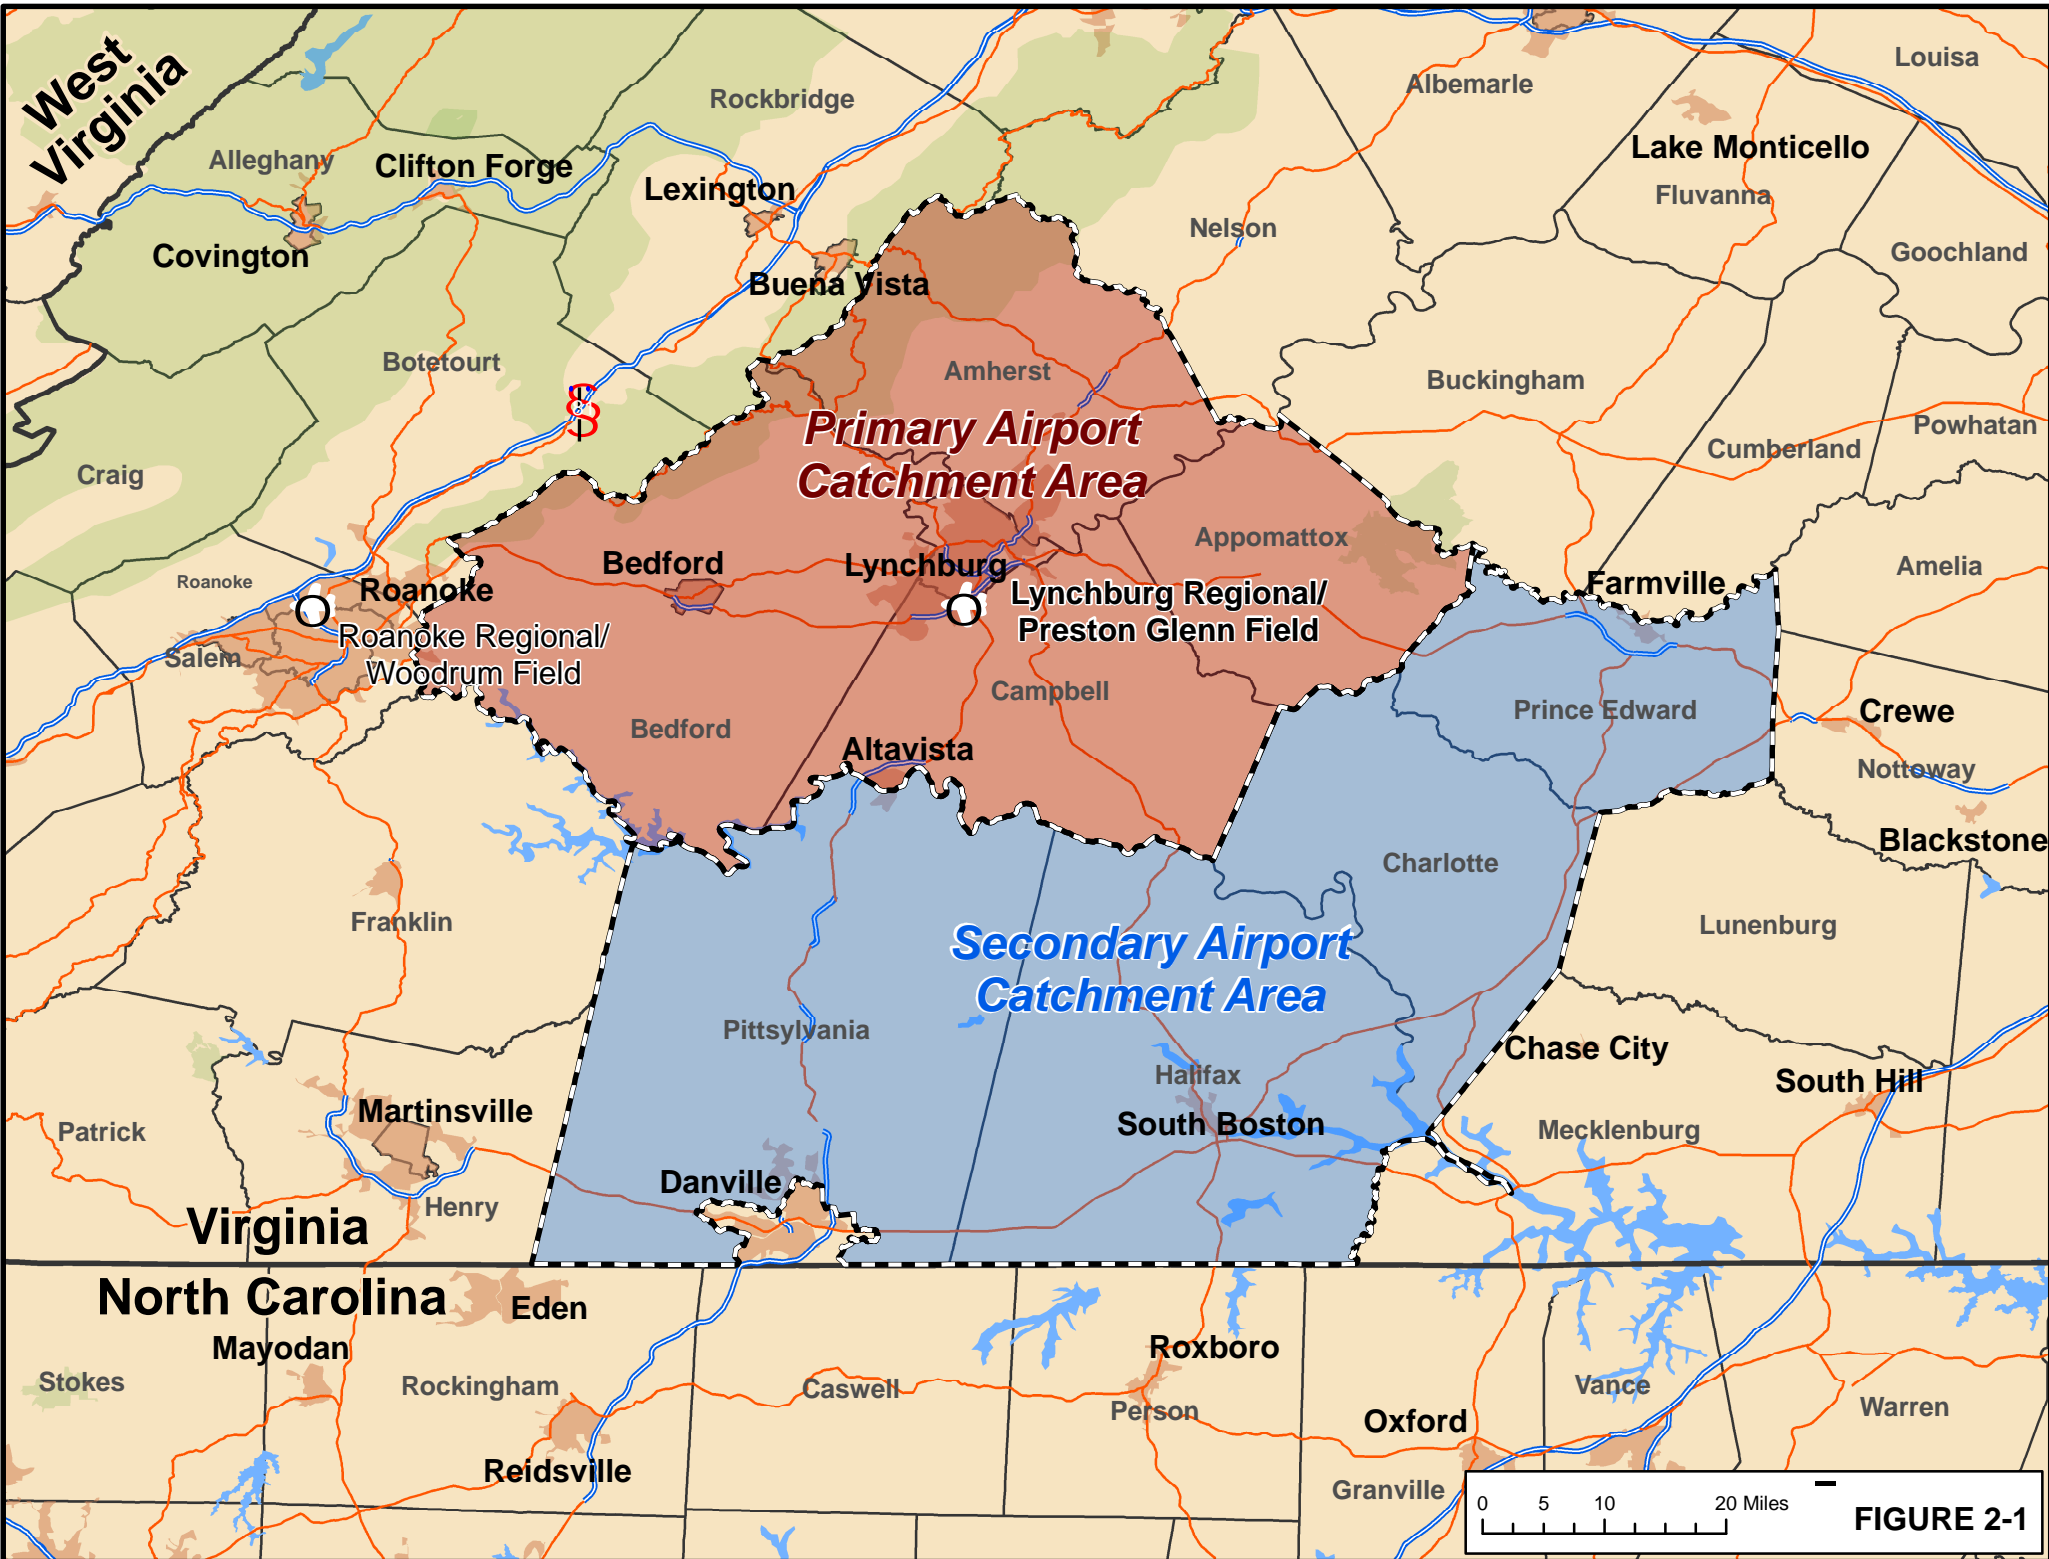 West
Virginia
Rockbridge
Albemarle
Louisa
Alleghany
Clifton Forge
Lexington
Lake Monticello
Fluvanna
Nelson
Goochland
Covington
Buena Vista
Botetourt
Amherst
Buckingham
Powhatan
Cumberland
Primary Airport
Catchment Area
Craig
Appomattox
Amelia
Roanoke
Roanoke
Bedford
Lynchburg
Farmville
Lynchburg Regional/
Preston Glenn Field
Roanoke Regional/
Woodrum Field
Salem
Campbell
Prince Edward
Crewe
Bedford
Altavista
Nottoway
Blackstone
Charlotte
Franklin
Lunenburg
Secondary Airport
Catchment Area
Pittsylvania
Chase City
Halifax
South Hill
Martinsville
South Boston
Patrick
Mecklenburg
Danville
Henry
Virginia
North Carolina
Eden
Mayodan
Roxboro
Stokes
Rockingham
Caswell
Vance
Person
Warren
Oxford
Reidsville
Granville
0 5 10 20 Miles
FIGURE 2-1